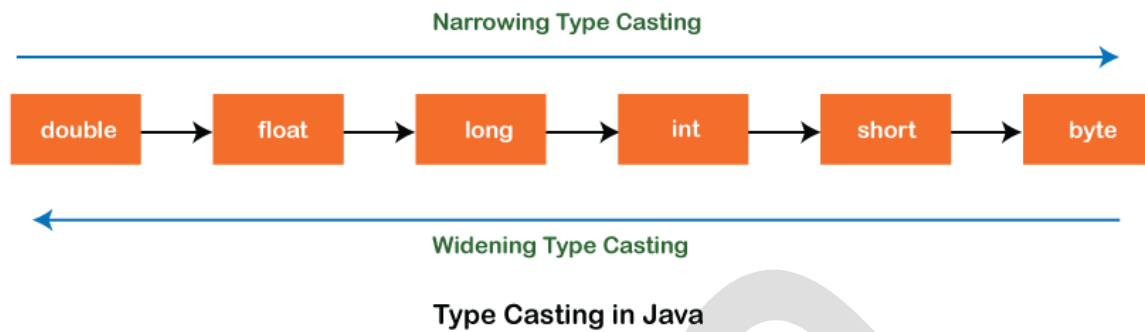 Narrowing Type Casting
double float long int short byte
Widening Type Casting
Type Casting in Java